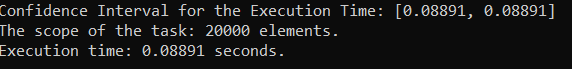 Confidence Interval for the Execution Time: [0.08891, 0.08891]
The scope of the task: 20000 elements.
Execution time: 0.08891 seconds.